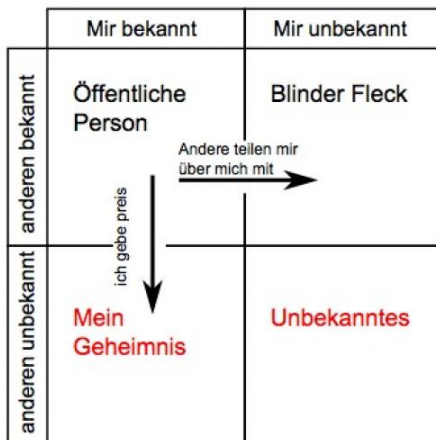 Mir bekannt
Mir unbekannt
anderen bekannt
Öffentliche
Person
Blinder Fleck
Andere teilen mir
über mich mit
ich gebe preis
anderen unbekannt
Mein
Geheimnis
Unbekanntes